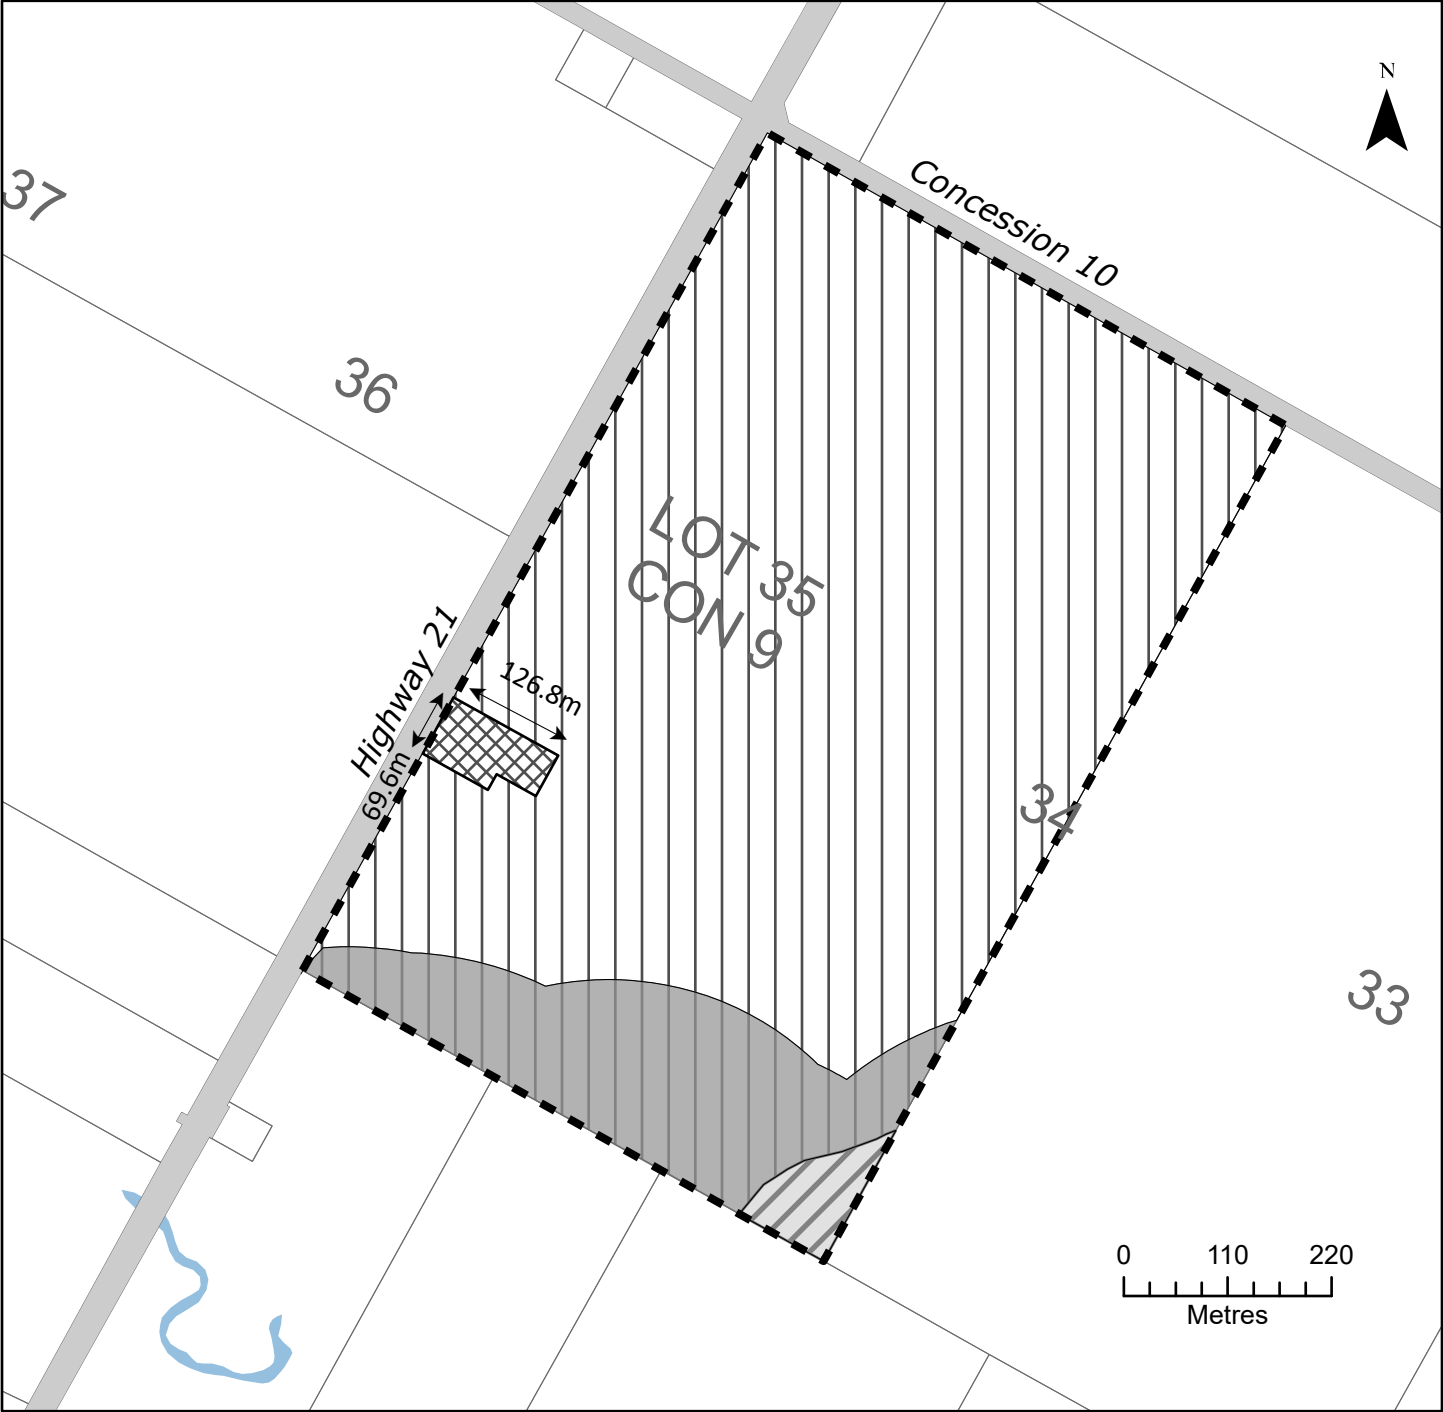 N
Concession 10
37
36
LOT 35
CON 9
Highway 21
126.8m
69.6m
34
33
0 110 220
Metres